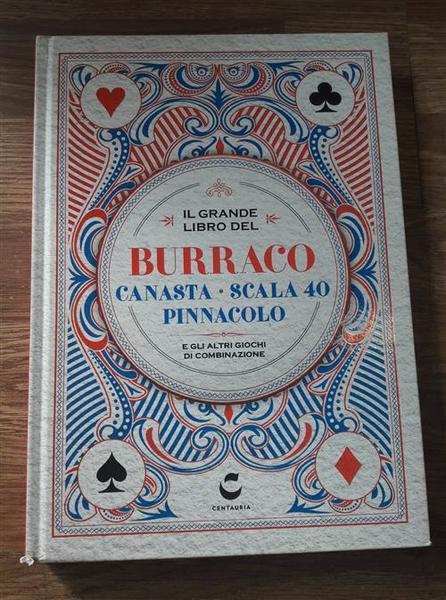 IL GRANDE
LIBRO DEL
BURRACO
CANASTA · SCALA 40
PINNACOLO
E GLI ALTRI GIOCHI
DI COMBINAZIONE
CENTAURIA